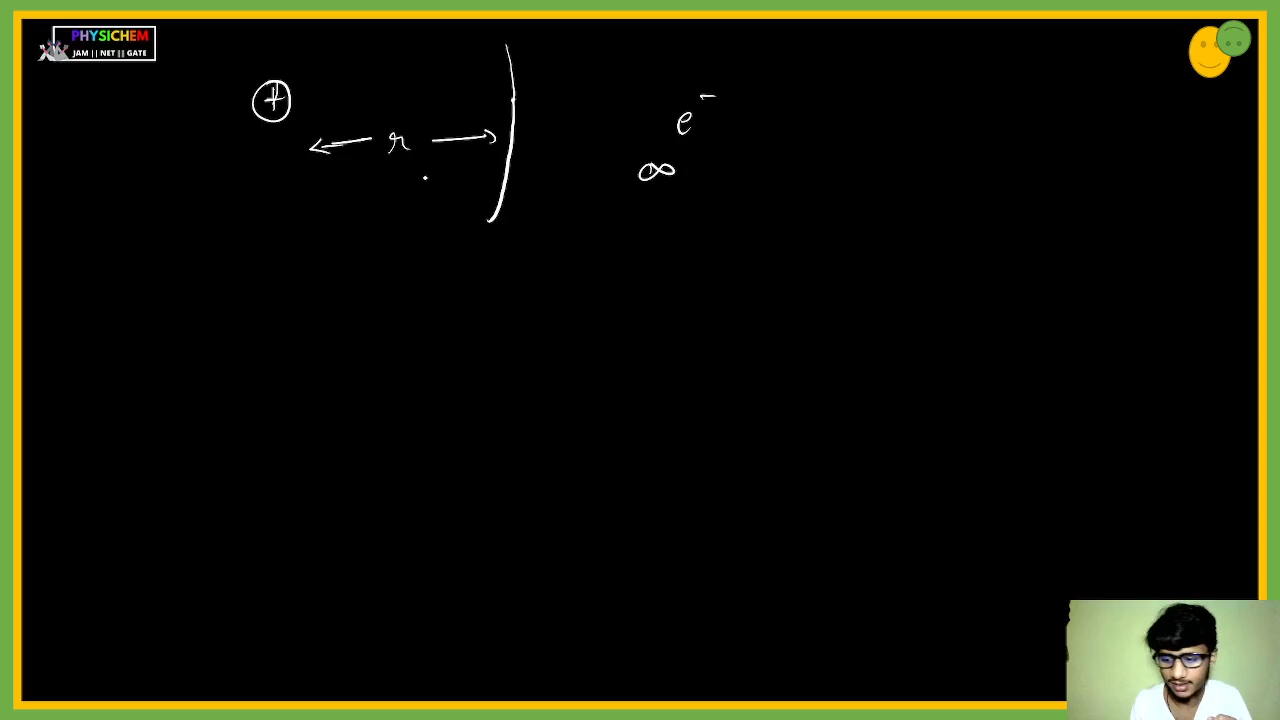 PHYSICHEM
JAM || NET || GATE
+
r
e⁻
∞